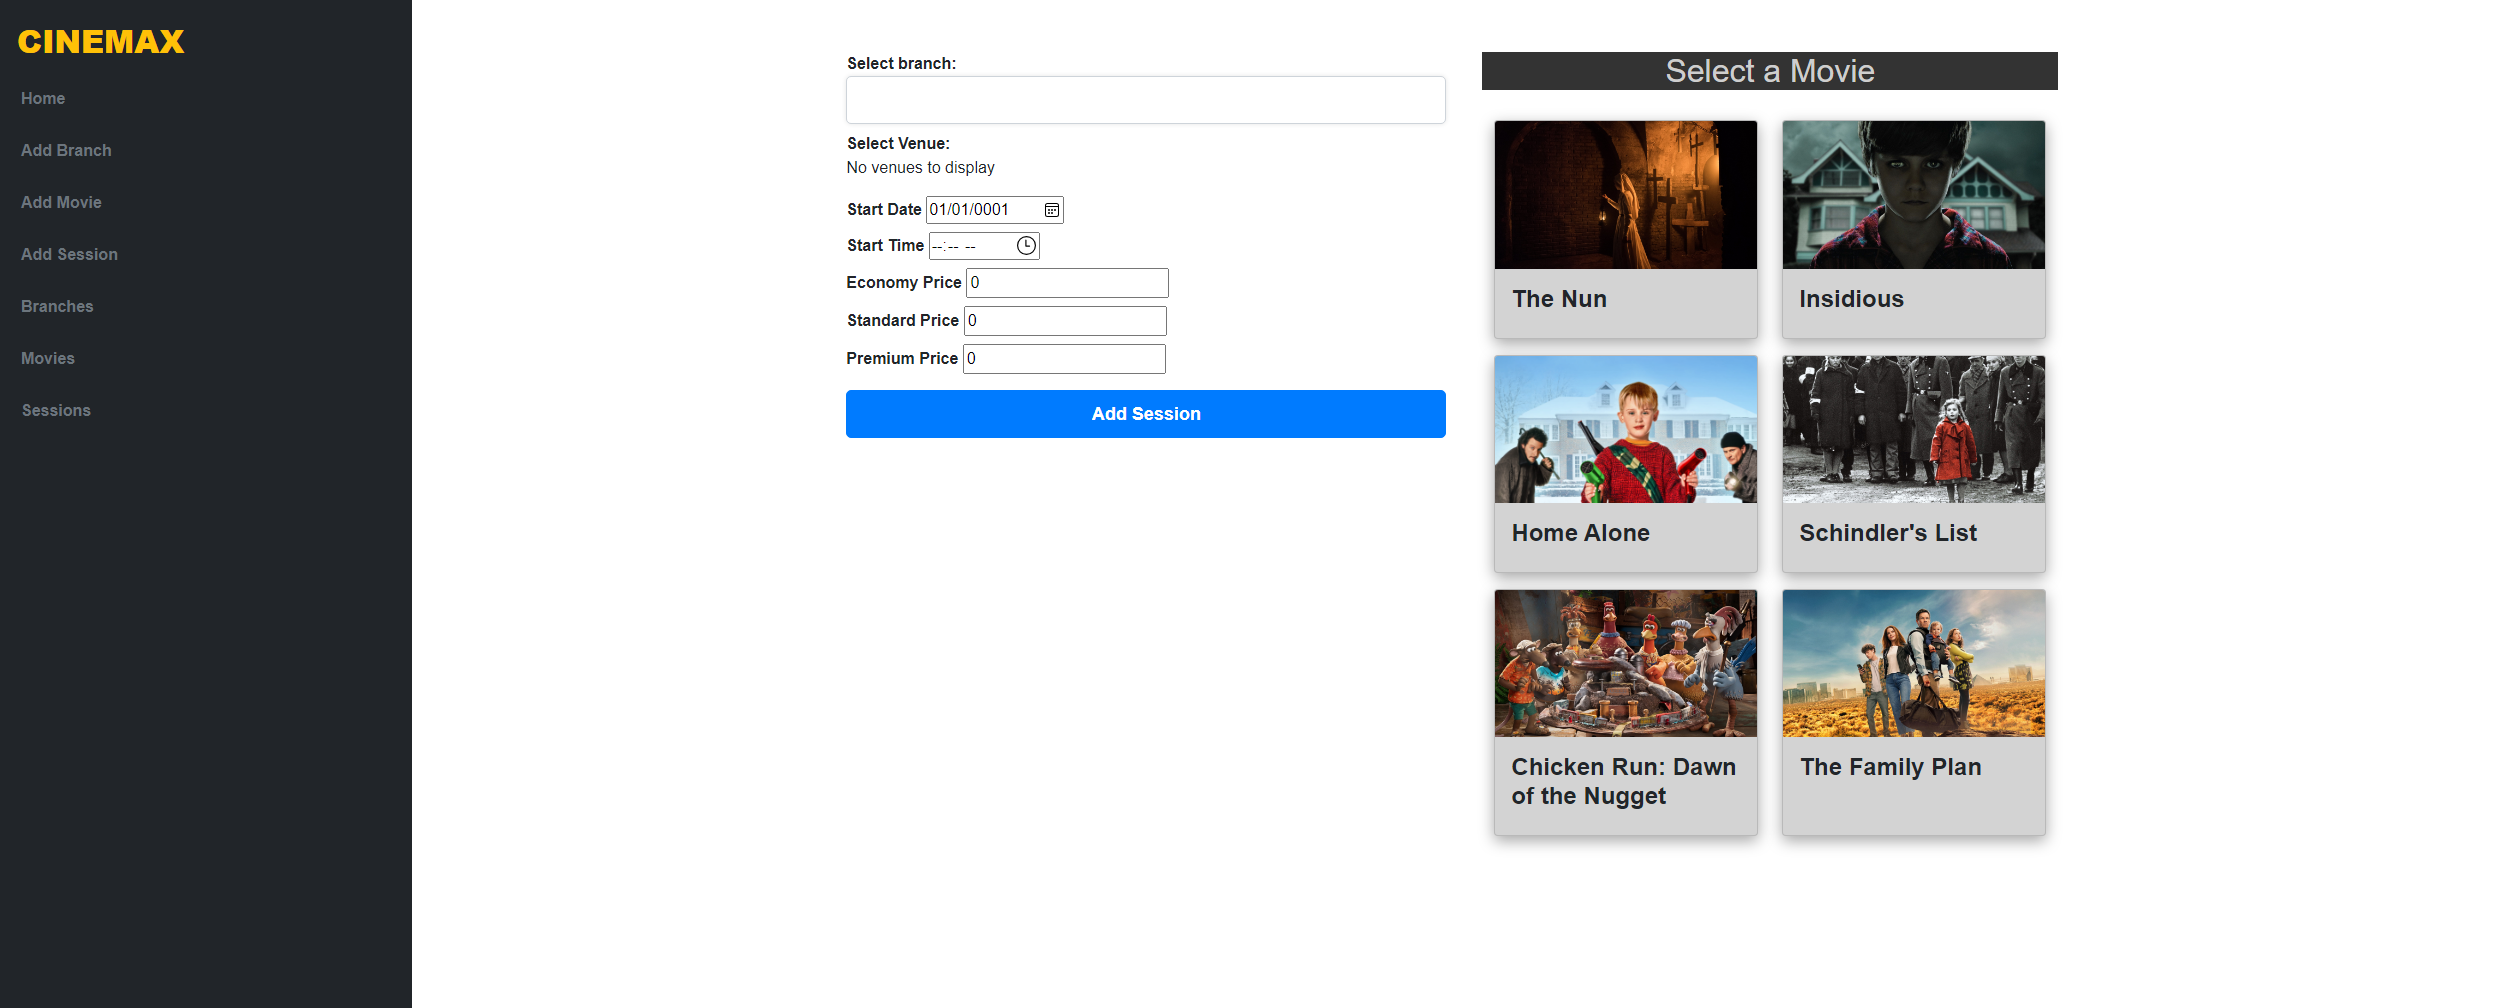 CINEMAX
Home
Add Branch
Add Movie
Add Session
Branches
Movies
Sessions
Select branch:
Select Venue:
No venues to display
Start Date 01/01/0001
Start Time --:-- --
Economy Price 0
Standard Price 0
Premium Price 0
Add Session
Select a Movie
The Nun
Insidious
Home Alone
Schindler's List
Chicken Run: Dawn
of the Nugget
The Family Plan